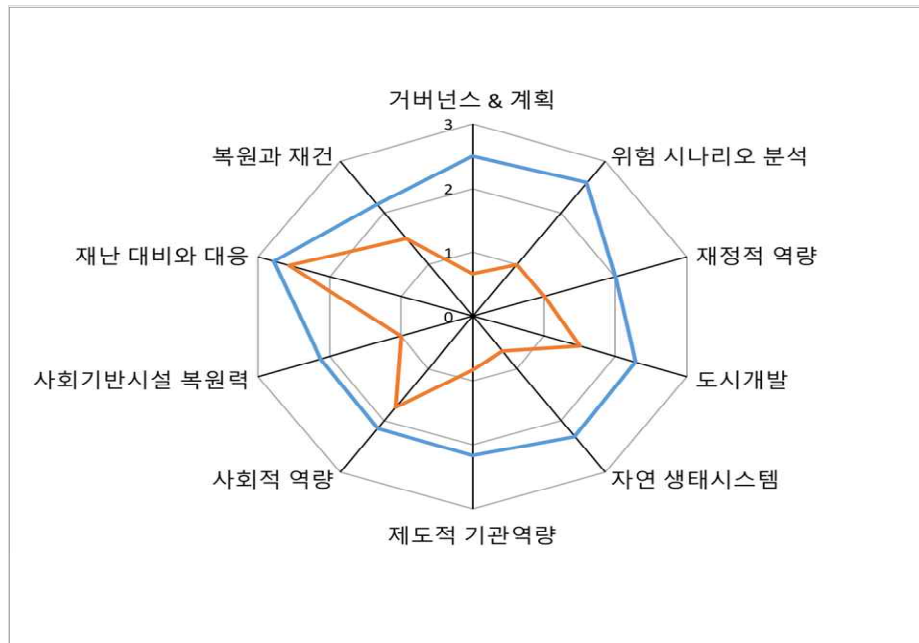 거버넌스 & 계획
3
복원과 재건
위험 시나리오 분석
2
재난 대비와 대응
재정적 역량
1
0
사회기반시설 복원력
도시개발
사회적 역량
자연 생태시스템
제도적 기관역량